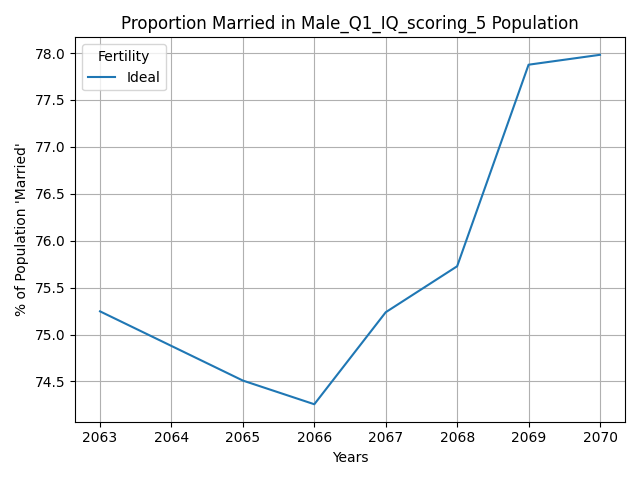 Proportion Married in Male_Q1_IQ_scoring_5 Population
Fertility
Ideal
% of Population 'Married'
78.0
77.5
77.0
76.5
76.0
75.5
75.0
74.5
2063 2064 2065 2066 2067 2068 2069 2070
Years